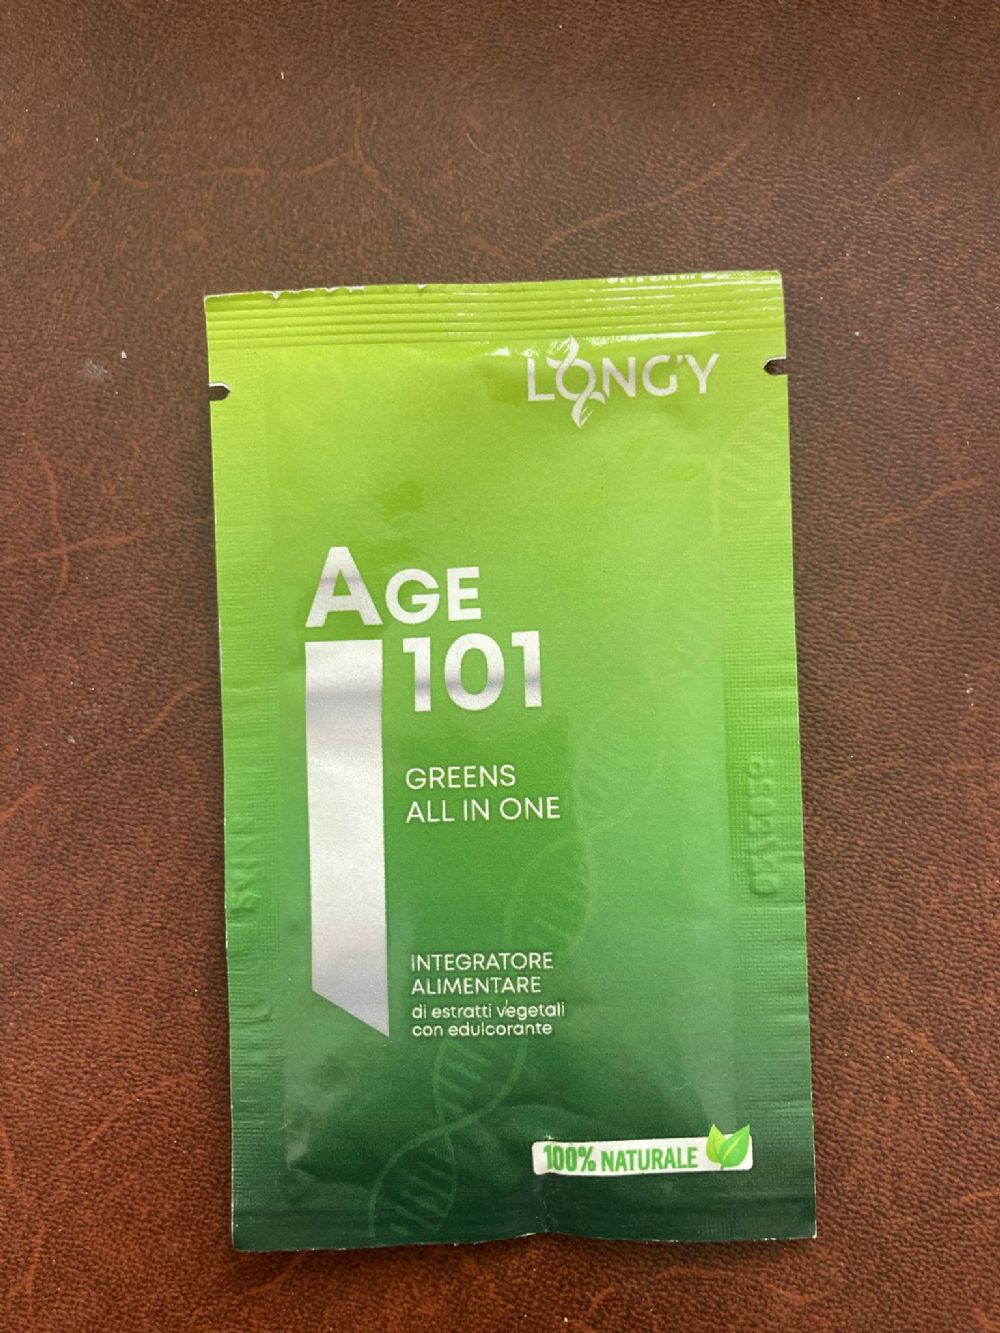 LONG'Y
AGE
101
GREENS
ALL IN ONE
INTEGRATORE
ALIMENTARE
di estratti vegetali
con edulcorante
100% NATURALE